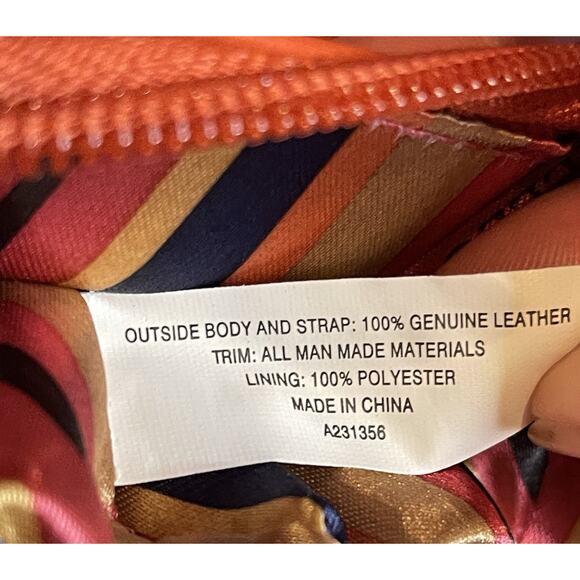 OUTSIDE BODY AND STRAP: 100% GENUINE LEATHER
TRIM: ALL MAN MADE MATERIALS
LINING: 100% POLYESTER
MADE IN CHINA
A231356